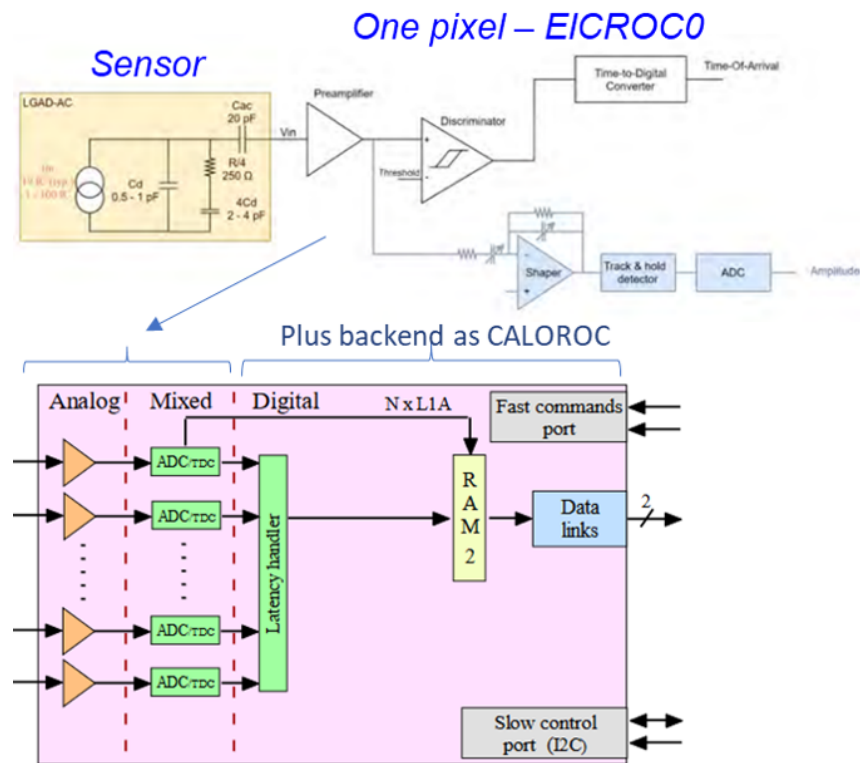 One pixel – EICROC0
Sensor
LGAD-AC
Cac
20 pF
Vin
R/4
250 Ω
Cd
0.5 - 1 pF
4Cd
2 - 4 pF
Preamplifier
Discriminator
+
-
Threshold
Time-to-Digital
Converter
Time-Of-Arrival
-
+
Shaper
Track & hold
detector
ADC
Amplitude
Plus backend as CALOROC
Analog
Mixed
Digital
N x L1A
Fast commands
port
ADC/TDC
ADC/TDC
ADC/TDC
ADC/TDC
Latency handler
R
A
M
2
Data
links
2
Slow control
port (I2C)